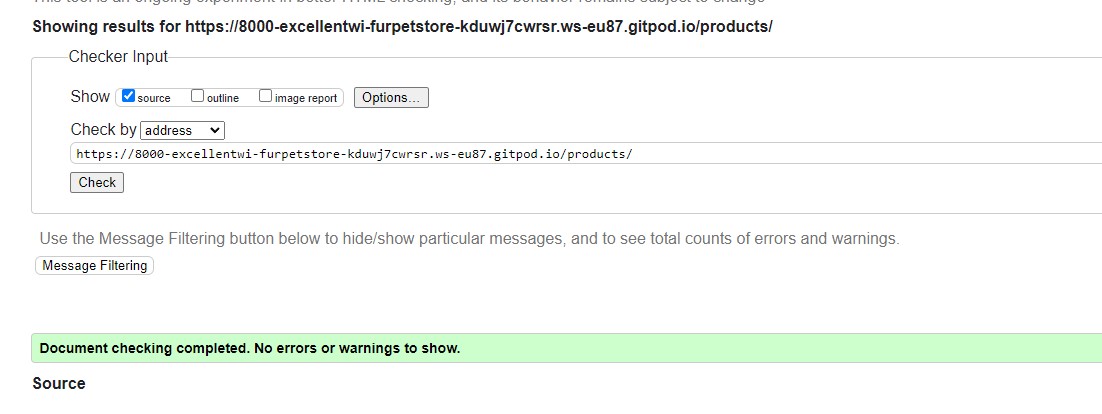 This tool is an ongoing experiment in better HTML checking, and its behavior remains subject to change
Showing results for https://8000-excellentwi-furpetstore-kduwj7cwrsr.ws-eu87.gitpod.io/products/
Checker Input
Show source outline image report Options...
Check by address
https://8000-excellentwi-furpetstore-kduwj7cwrsr.ws-eu87.gitpod.io/products/
Check
Use the Message Filtering button below to hide/show particular messages, and to see total counts of errors and warnings.
Message Filtering
Document checking completed. No errors or warnings to show.
Source